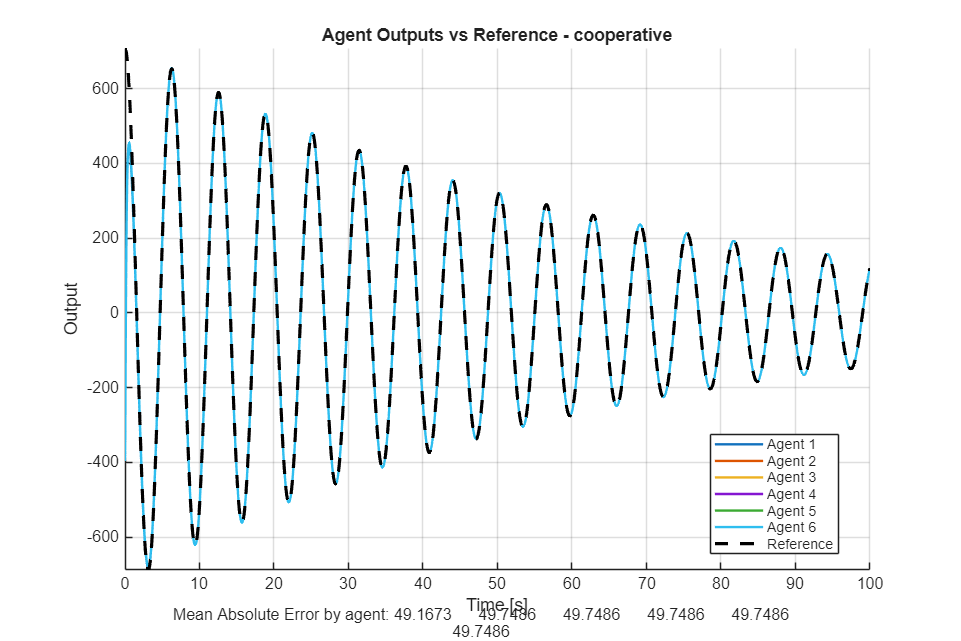 Agent Outputs vs Reference - cooperative
Output
600
400
200
0
-200
-400
-600
0 10 20 30 40 50 60 70 80 90 100
Time [s]
Agent 1
Agent 2
Agent 3
Agent 4
Agent 5
Agent 6
Reference
Mean Absolute Error by agent: 49.1673 49.7486 49.7486 49.7486 49.7486
49.7486